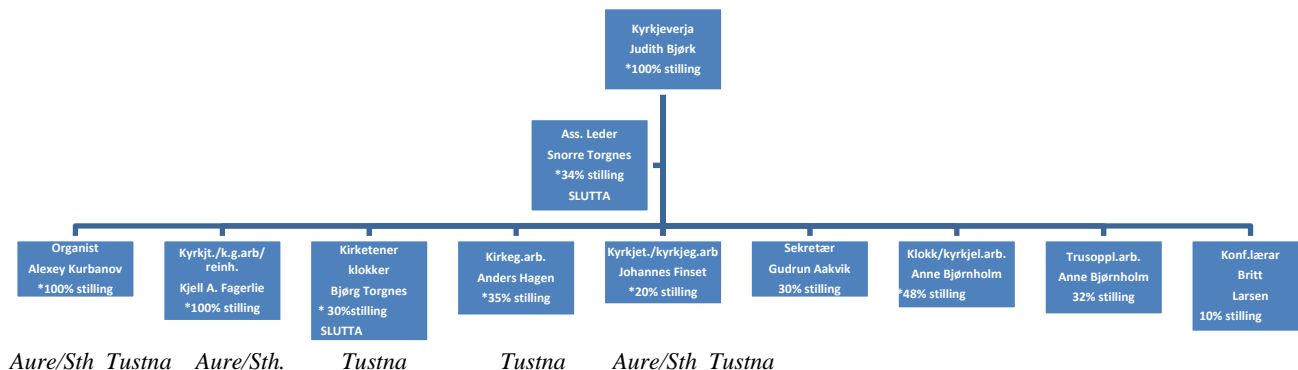 Kyrkjeverja
Judith Bjørk
*100% stilling
Ass. Leder
Snorre Torgnes
*34% stilling
SLUTTA
Organist
Alexey Kurbanov
*100% stilling
Kyrkjt./k.g.arb/
reinh.
Kjell A. Fagerlie
*100% stilling
Kirketener
klokker
Bjørg Torgnes
* 30%stilling
SLUTTA
Kirkeg.arb.
Anders Hagen
*35% stilling
Kyrkjet./kyrkjeg.arb
Johannes Finset
*20% stilling
Sekretær
Gudrun Aakvik
30% stilling
Klokk/kyrkjel.arb.
Anne Bjørnholm
*48% stilling
Trusoppl.arb.
Anne Bjørnholm
32% stilling
Konf.lærar
Britt
Larsen
10% stilling
Aure/Sth Tustna Aure/Sth. Tustna Tustna Aure/Sth Tustna